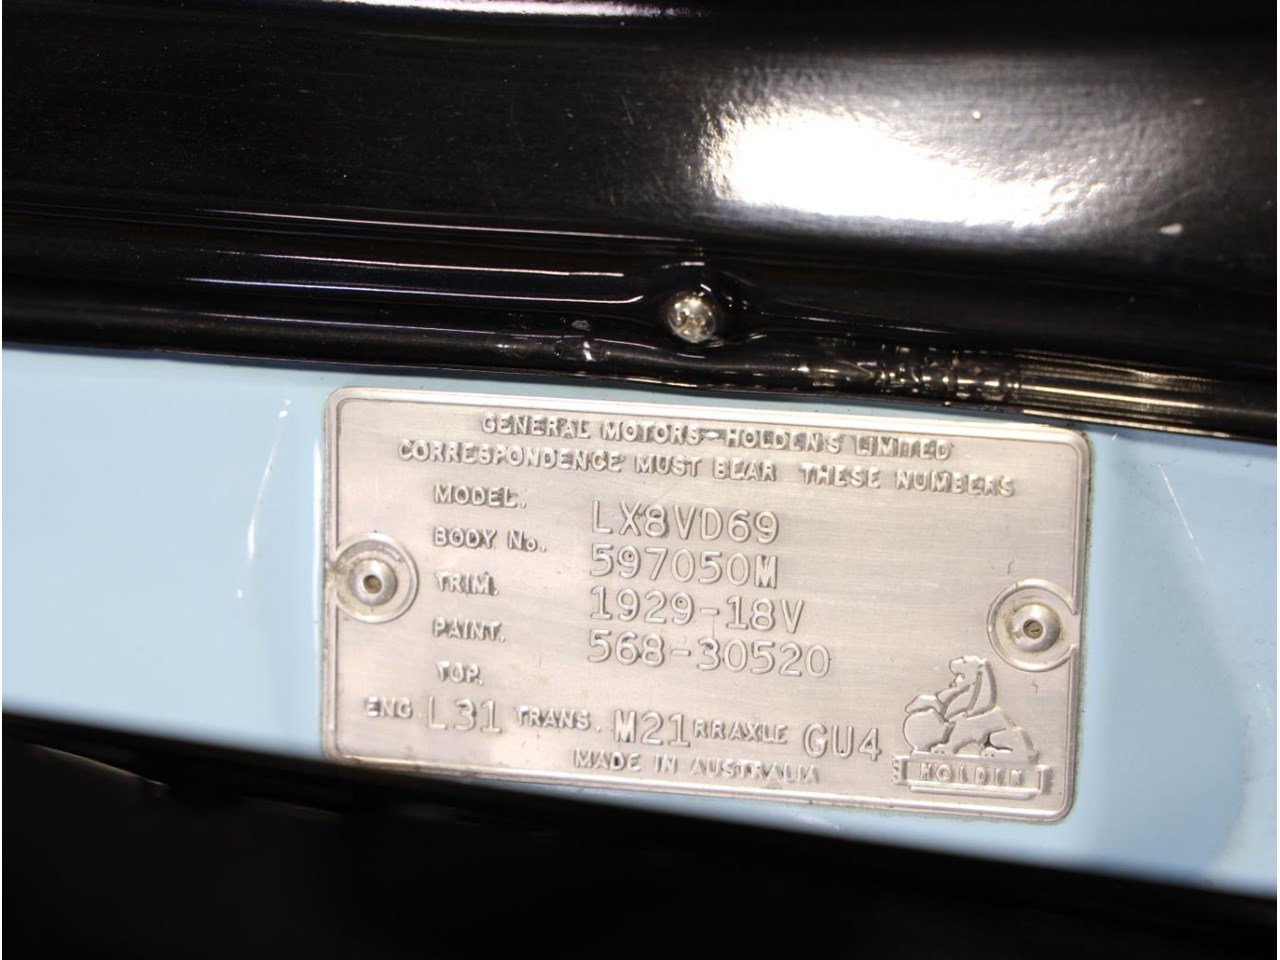 GENERAL MOTORS-HOLDEN'S LIMITED
CORRESPONDENCE MUST BEAR THESE NUMBERS
MODEL. LX8VD69
BODY No. 597050M
TRIM. 1929-18V
PAINT. 568-30520
TOP.
ENG. L31 TRANS. M21 RR AXLE GU4
MADE IN AUSTRALIA
HOLDEN